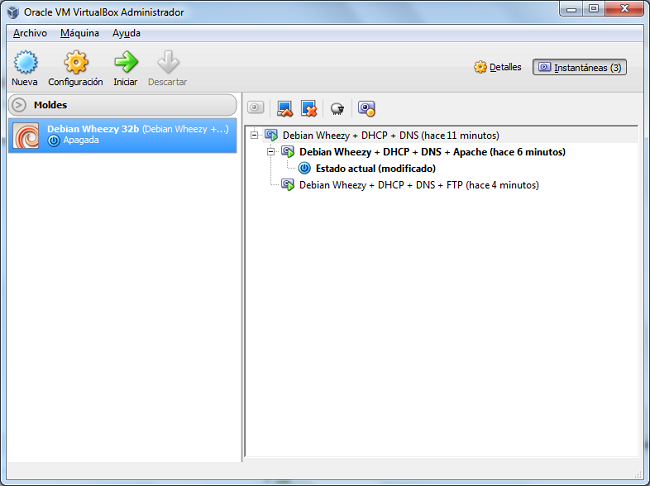 Oracle VM VirtualBox Administrador
Archivo Máquina Ayuda
Nueva Configuración Iniciar Descartar
Detalles Instantáneas (3)
Moldes
Debian Wheezy 32b (Debian Wheezy +...)
Apagada
Debian Wheezy + DHCP + DNS (hace 11 minutos)
Debian Wheezy + DHCP + DNS + Apache (hace 6 minutos)
Estado actual (modificado)
Debian Wheezy + DHCP + DNS + FTP (hace 4 minutos)